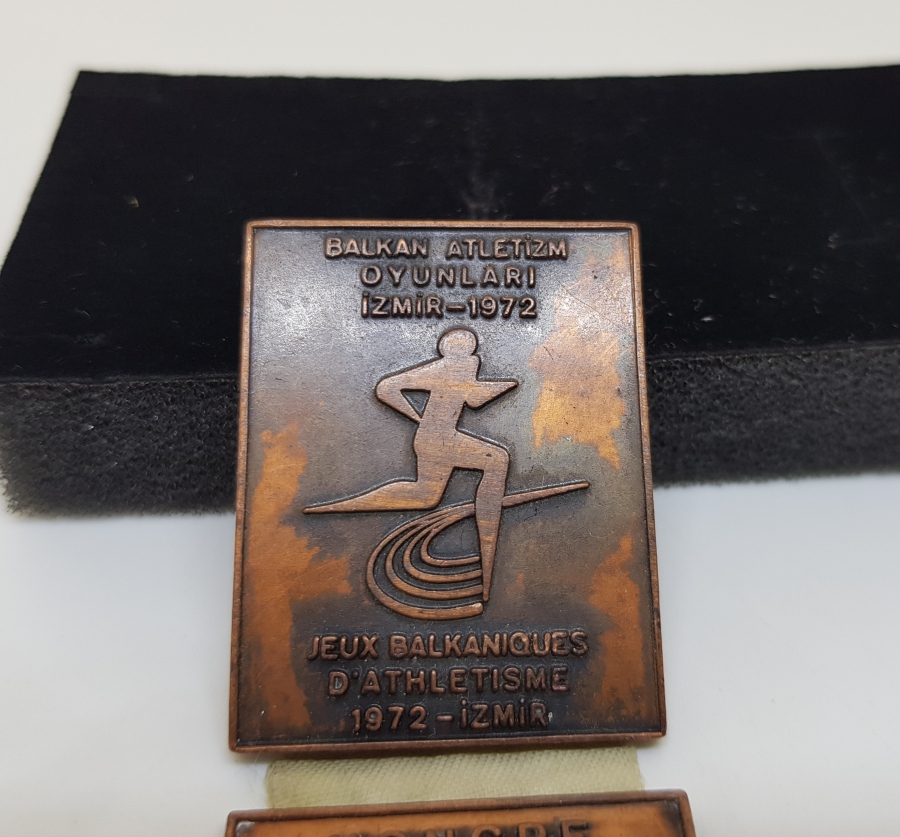 BALKAN ATLETİZM
OYUNLARI
İZMİR-1972
JEUX BALKANIQUES
D'ATHLETISME
1972-İZMİR